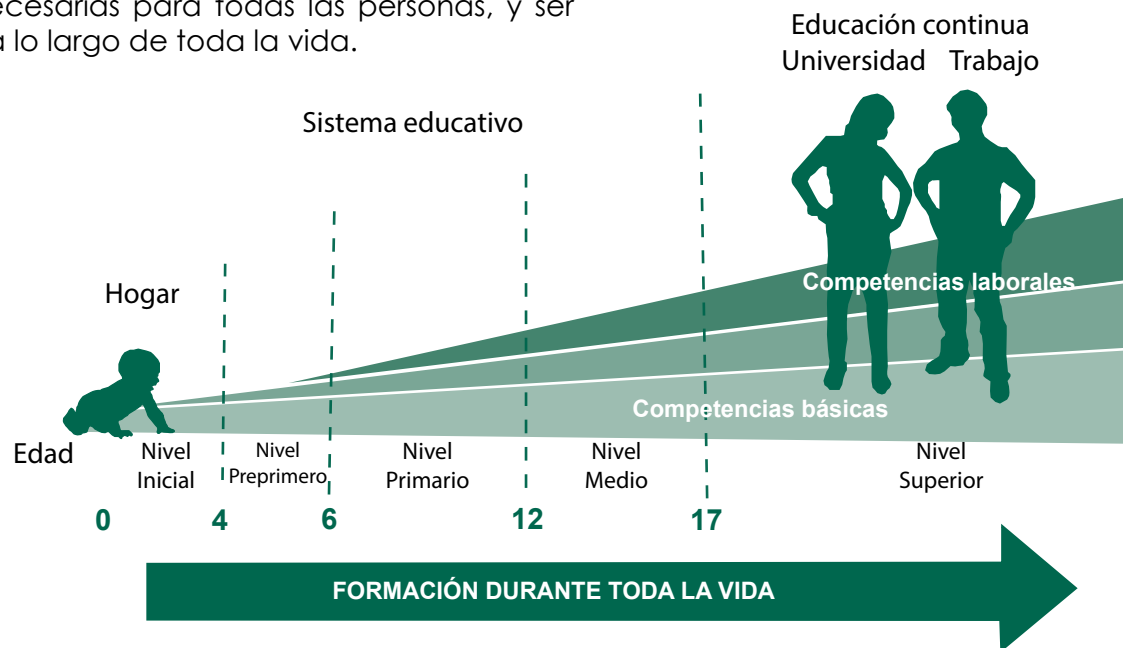 ecesarias para todas las personas, y ser
a lo largo de toda la vida.
Educación continua
Universidad Trabajo
Sistema educativo
Hogar
Competencias laborales
Competencias básicas
Edad
Nivel
Inicial
Nivel
Preprimero
Nivel
Primario
Nivel
Medio
Nivel
Superior
0 4 6 12 17
FORMACIÓN DURANTE TODA LA VIDA